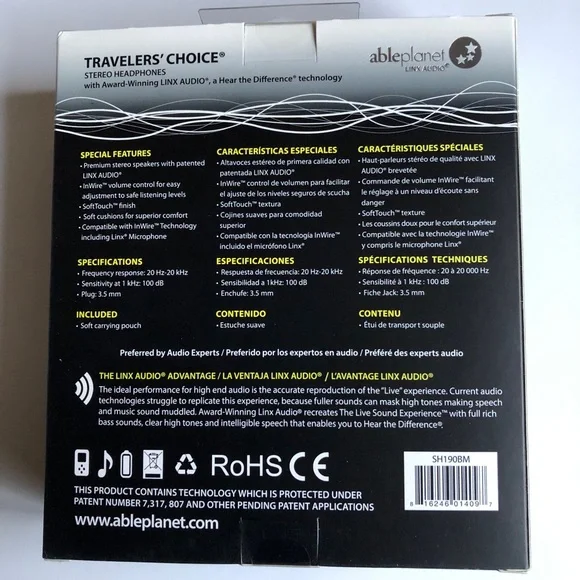 TRAVELERS' CHOICE®
STEREO HEADPHONES
with Award-Winning LINX AUDIO®, a Hear the Difference® technology
ableplanet
LINX AUDIO®
SPECIAL FEATURES
• Premium stereo speakers with patented
LINX AUDIO®
• InWire™ volume control for easy
adjustment to safe listening levels
• SoftTouch™ finish
• Soft cushions for superior comfort
• Compatible with InWire™ Technology
including Linx® Microphone
CARACTERÍSTICAS ESPECIALES
• Altavoces estéreo de primera calidad con
patentada LINX AUDIO®
• InWire™ control de volumen para facilitar
el ajuste de los niveles seguros de scucha
• SoftTouch™ textura
• Cojines suaves para comodidad
superior
• Compatible con la tecnología InWire™
incluido el micrófono Linx®
CARACTÉRISTIQUES SPÉCIALES
• Haut-parleurs stéréo de qualité avec LINX
AUDIO® brevetée
• Commande de volume InWire™ facilitant
le réglage à un niveau d'écoute sans
danger
• SoftTouch™ texture
• Les coussins doux pour le confort supérieur
• Compatible avec la technologie InWire™
y compris le microphone Linx®
SPECIFICATIONS
• Frequency response: 20 Hz-20 kHz
• Sensitivity at 1 kHz: 100 dB
• Plug: 3.5 mm
ESPECIFICACIONES
• Respuesta de frecuencia: 20 Hz-20 kHz
• Sensibilidad a 1kHz: 100 dB
• Enchufe: 3.5 mm
SPÉCIFICATIONS TECHNIQUES
• Réponse de fréquence : 20 à 20 000 Hz
• Sensibilité à 1 kHz : 100 dB
• Fiche Jack: 3.5 mm
INCLUDED
• Soft carrying pouch
CONTENIDO
• Estuche suave
CONTENU
• Étui de transport souple
Preferred by Audio Experts / Preferido por los expertos en audio / Préféré des experts audio
THE LINX AUDIO® ADVANTAGE / LA VENTAJA LINX AUDIO® / L'AVANTAGE LINX AUDIO®
The ideal performance for high end audio is the accurate reproduction of the "Live" experience. Current audio
technologies struggle to replicate this experience, because fuller sounds can mask high tones making speech
and music sound muddled. Award-Winning Linx Audio® recreates The Live Sound Experience™ with full rich
bass sounds, clear high tones and intelligible speech that enables you to Hear the Difference®.
RoHS CE
SH190BM
8 16246 01409 7
THIS PRODUCT CONTAINS TECHNOLOGY WHICH IS PROTECTED UNDER
PATENT NUMBER 7,317, 807 AND OTHER PENDING PATENT APPLICATIONS
www.ableplanet.com